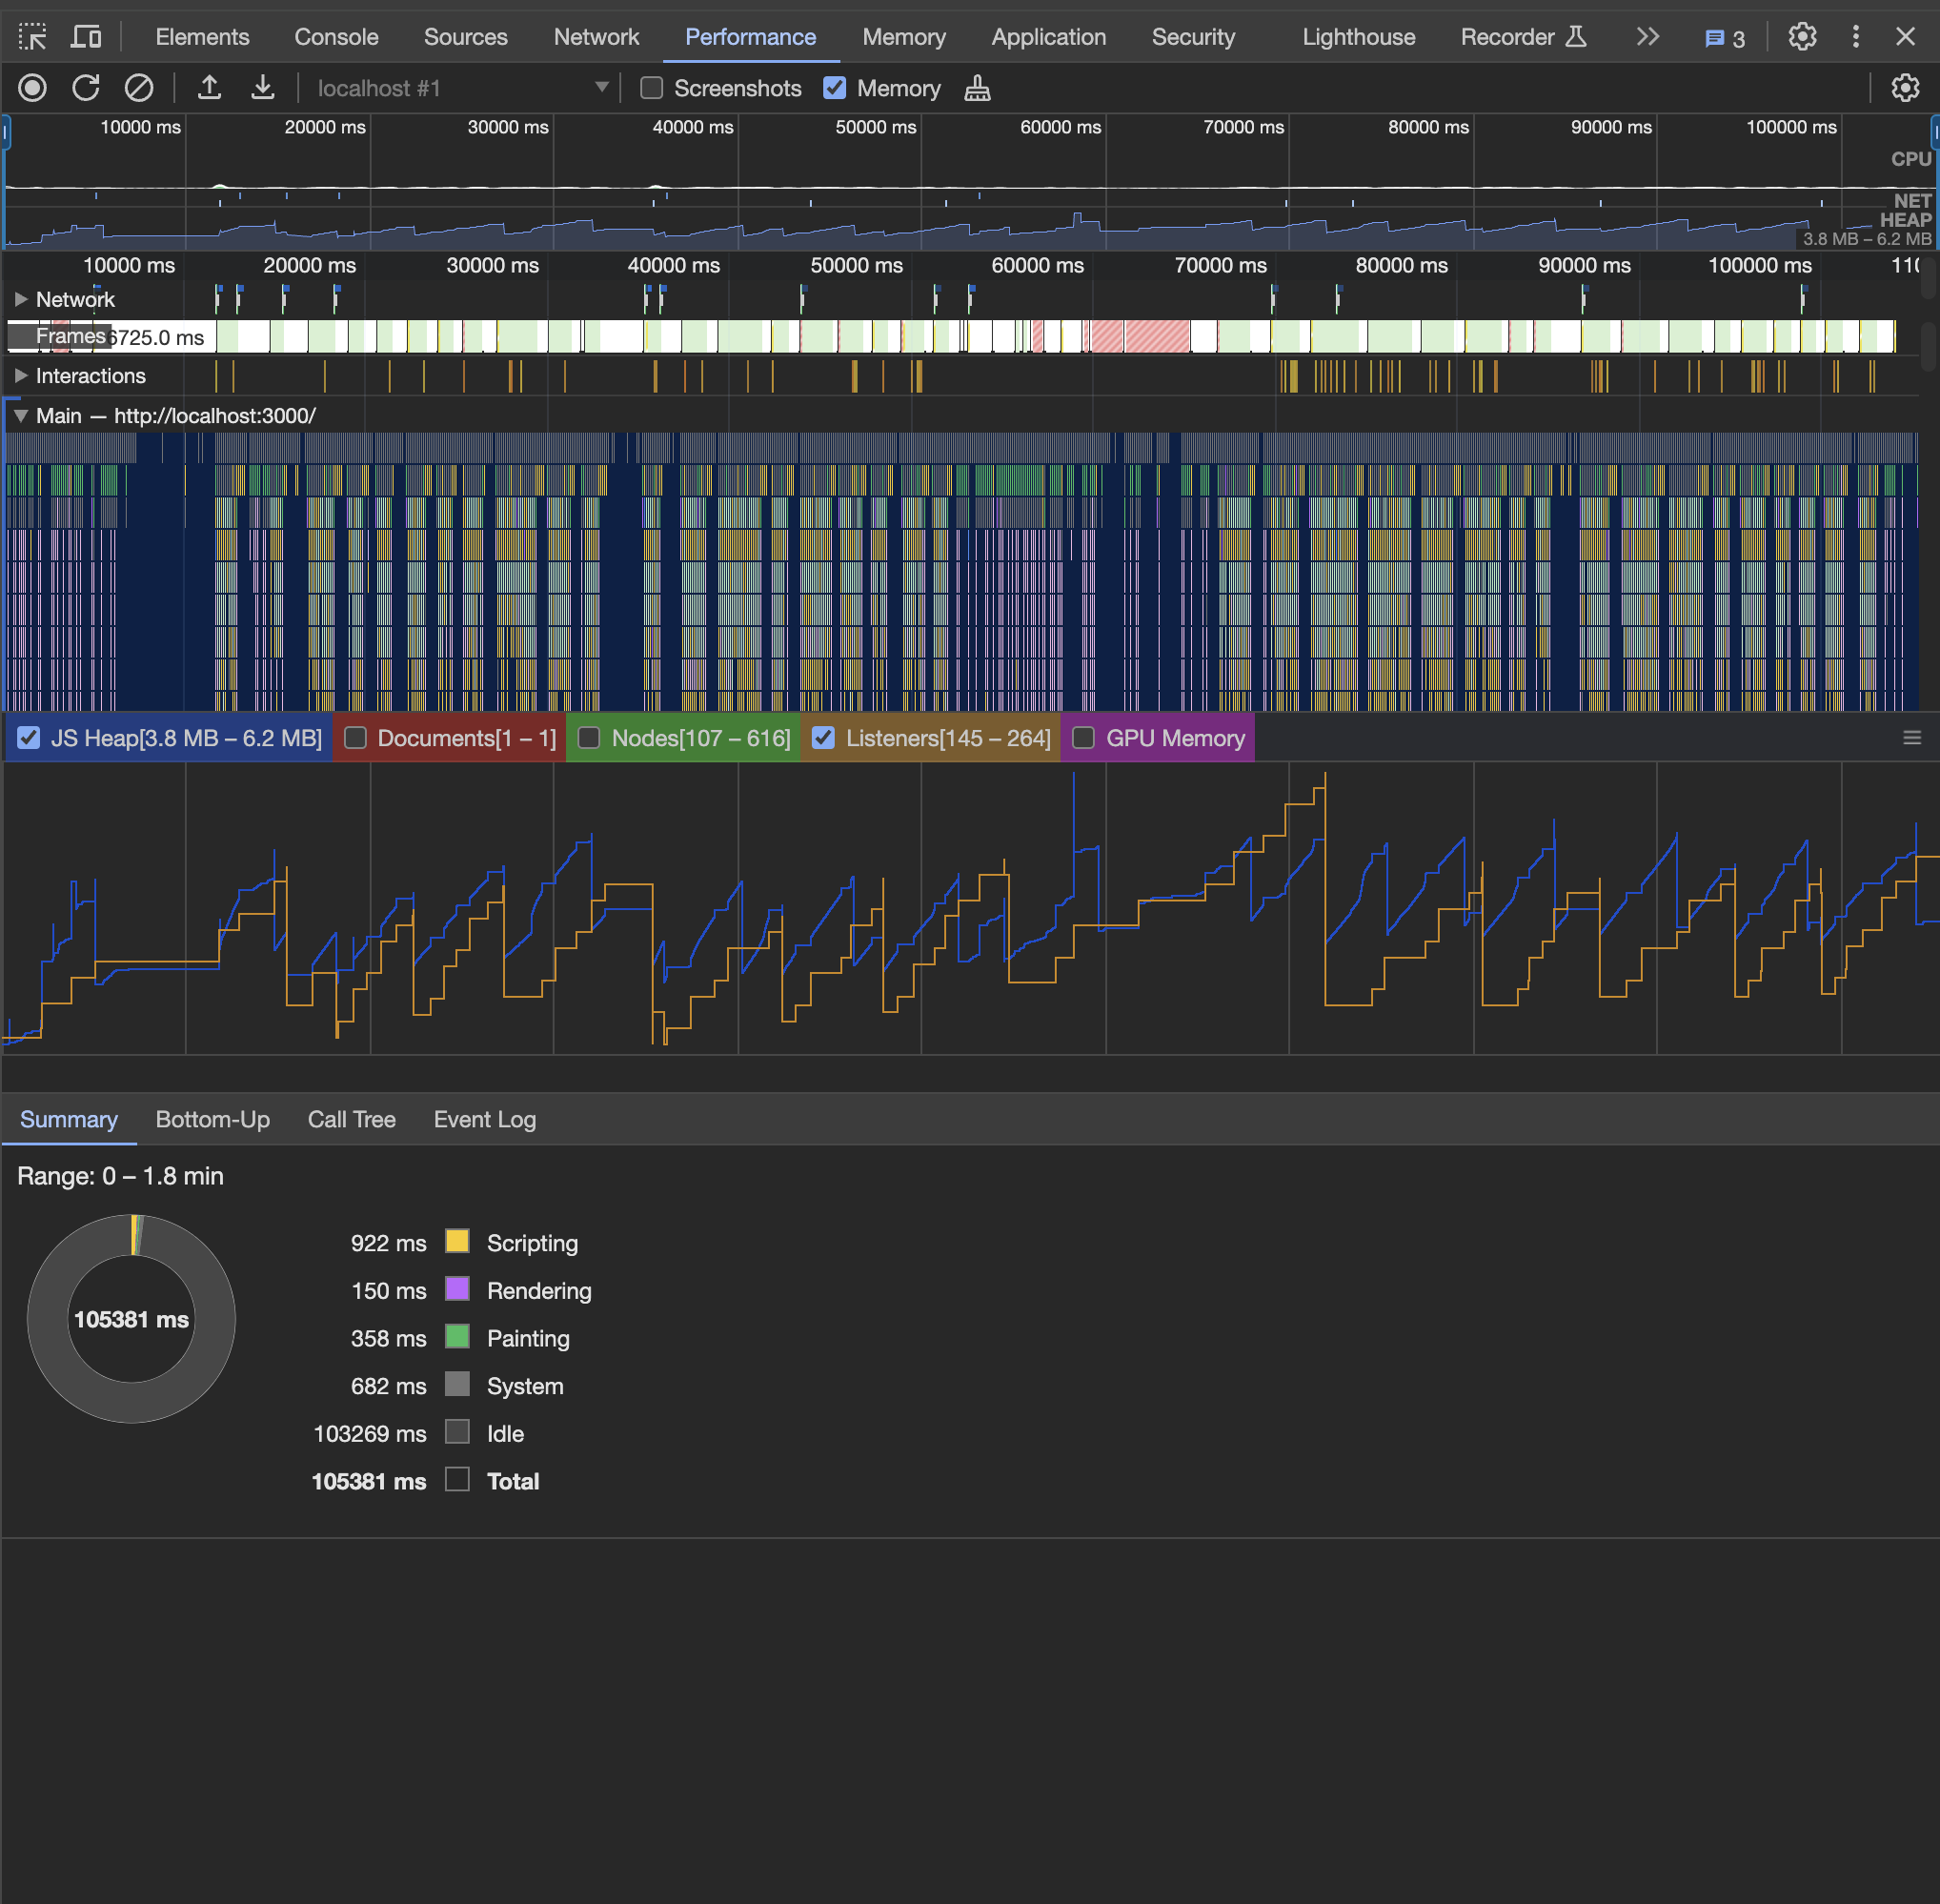 Elements Console Sources Network Performance Memory Application Security Lighthouse Recorder 3
localhost #1 Screenshots Memory
10000 ms 20000 ms 30000 ms 40000 ms 50000 ms 60000 ms 70000 ms 80000 ms 90000 ms 100000 ms
CPU
NET
HEAP
3.8 MB – 6.2 MB
10000 ms 20000 ms 30000 ms 40000 ms 50000 ms 60000 ms 70000 ms 80000 ms 90000 ms 100000 ms 110
Network
Frames 6725.0 ms
Interactions
Main — http://localhost:3000/
JS Heap[3.8 MB – 6.2 MB] Documents[1 – 1] Nodes[107 – 616] Listeners[145 – 264] GPU Memory
Summary Bottom-Up Call Tree Event Log
Range: 0 – 1.8 min
105381 ms
922 ms Scripting
150 ms Rendering
358 ms Painting
682 ms System
103269 ms Idle
105381 ms Total